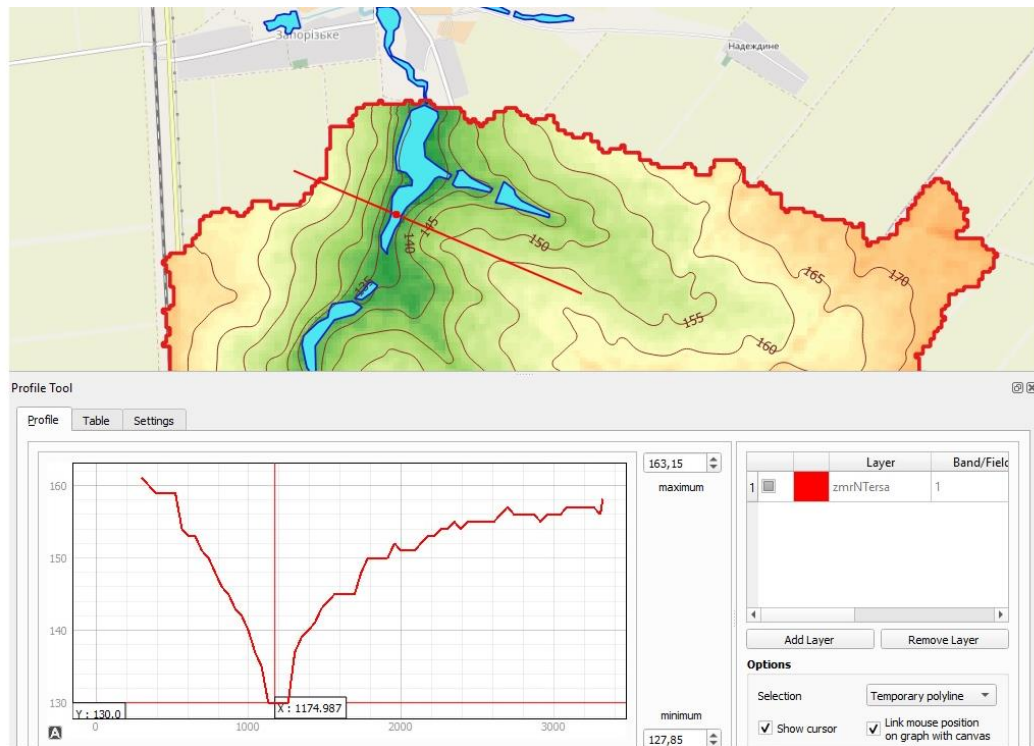 Запорізьке
Надеждине
135
140
145
150
155
160
165
170
Profile Tool
Profile Table Settings
160
150
140
130
Y : 130.0
X : 1174.987
0 1000 2000 3000
A
163,15
maximum
minimum
127,85
Layer Band/Field
1 zmrNTersa 1
Add Layer Remove Layer
Options
Selection Temporary polyline
Show cursor
Link mouse position
on graph with canvas